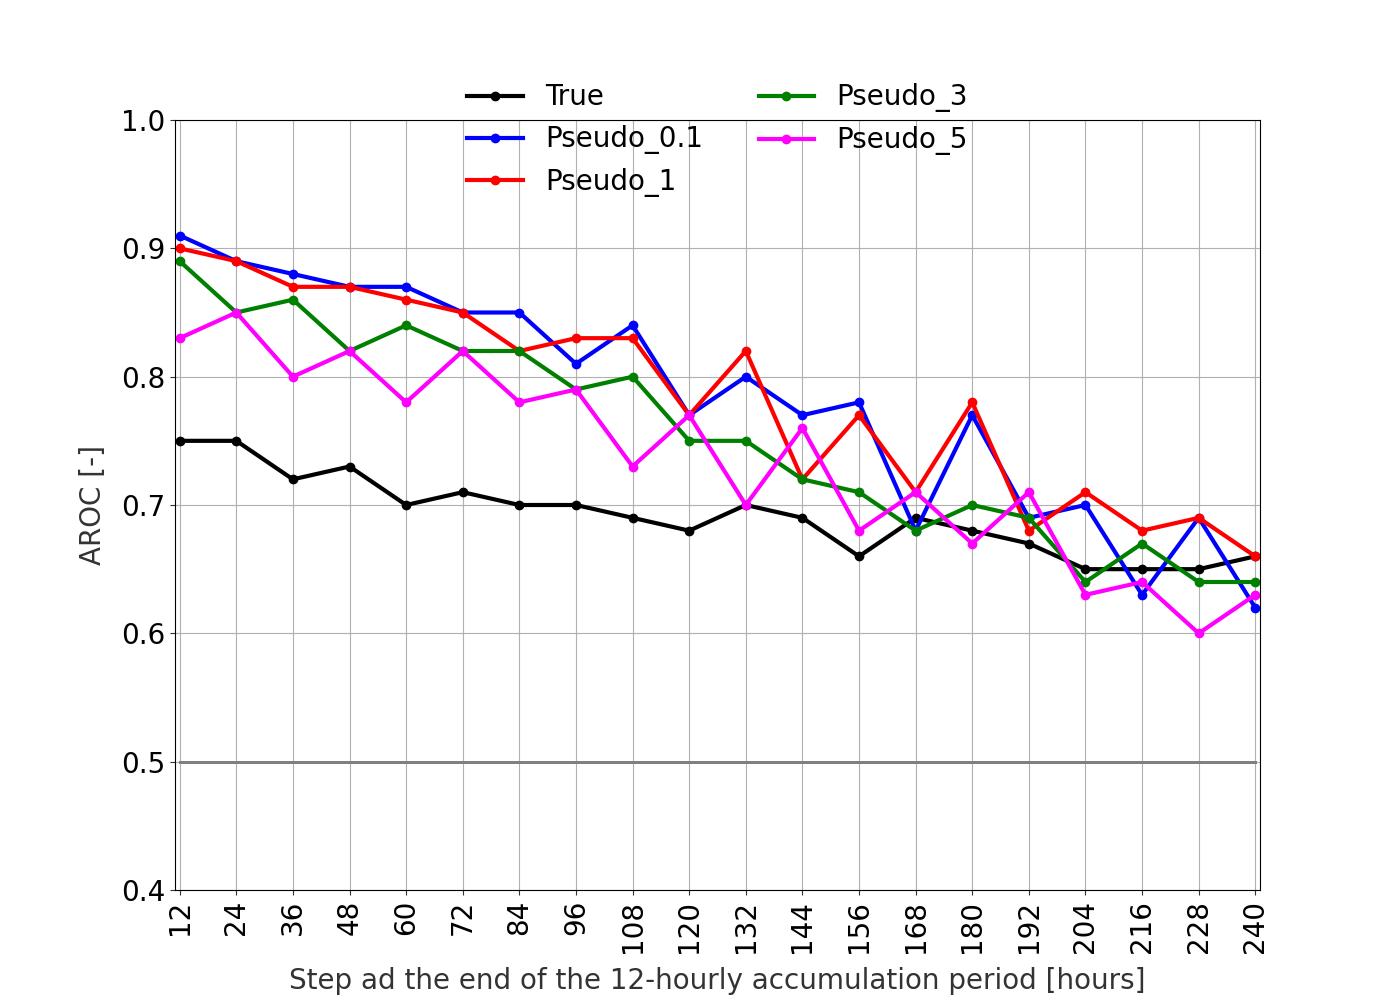 True
Pseudo_0.1
Pseudo_1
Pseudo_3
Pseudo_5
1.0
0.9
0.8
0.7
0.6
0.5
0.4
AROC [-]
12 24 36 48 60 72 84 96 108 120 132 144 156 168 180 192 204 216 228 240
Step ad the end of the 12-hourly accumulation period [hours]